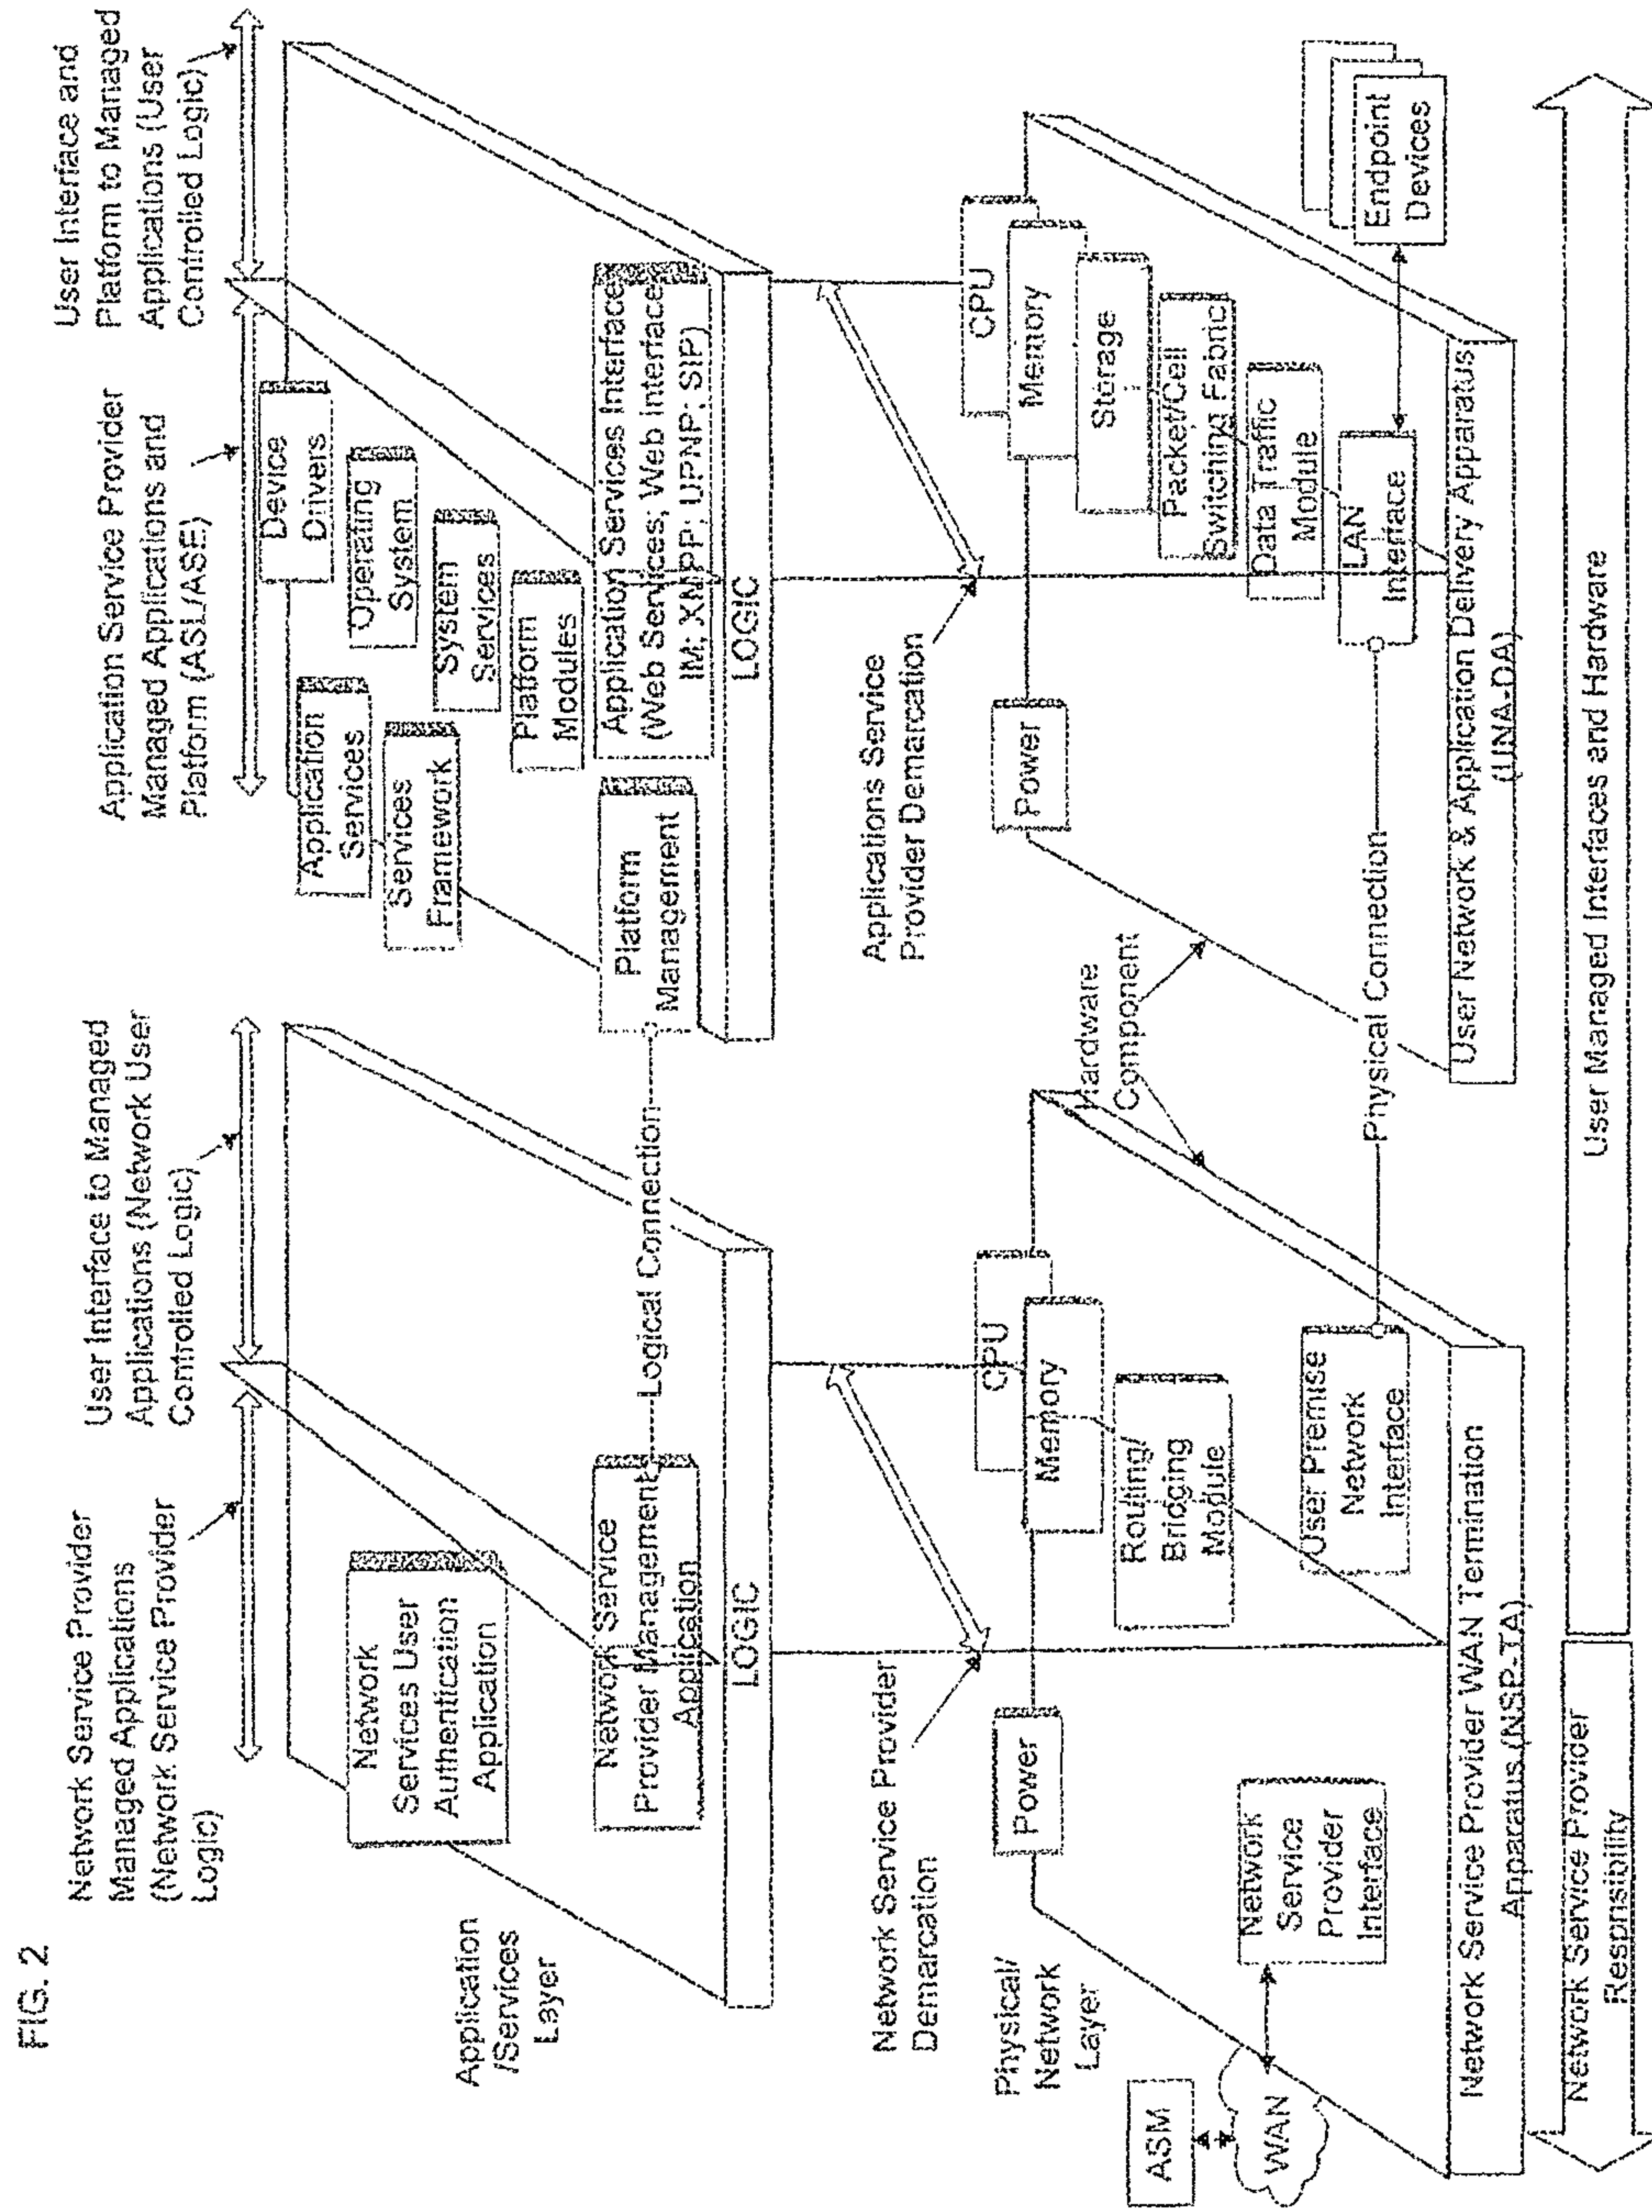 FIG. 2
Network Service Provider
Managed Applications
(Network Service Provider
Logic)
User Interface to Managed
Applications (Network User
Controlled Logic)
Application Service Provider
Managed Applications and
Platform (ASL/ASE)
User Interface and
Platform to Managed
Applications (User
Controlled Logic)
Application
/Services
Layer
Network
Services User
Authentication
Application
Network Service
Provider Management
Application
LOGIC
Logical Connection
Application
Services
Services
Framework
Platform
Management
Device
Drivers
Operating
System
System
Services
Platform
Modules
Application Services Interface
(Web Services; Web Interface;
IM; XMPP; UPNP; SIP)
LOGIC
Network Service Provider
Demarcation
Applications Service
Provider Demarcation
Physical/
Network
Layer
ASM
WAN
Power
Network
Service
Provider
Interface
CPU
Memory
Routing/
Bridging
Module
User Premise
Network
Interface
Network Service Provider WAN Termination
Apparatus (NSP-TA)
Hardware
Component
Physical Connection
Power
CPU
Memory
Storage
Packet/Cell
Switching Fabric
Data Traffic
Module
LAN
Interface
Endpoint
Devices
User Network & Application Delivery Apparatus
(UNA-DA)
Network Service Provider
Responsibility
User Managed Interfaces and Hardware